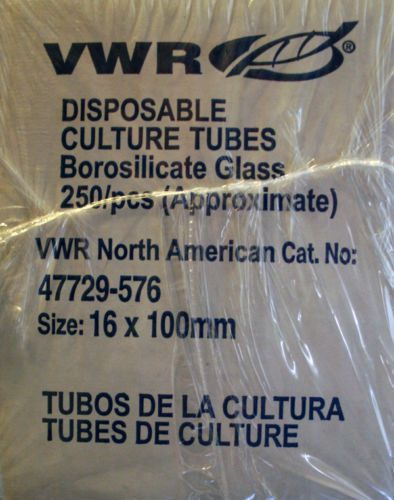 VWR ®
DISPOSABLE
CULTURE TUBES
Borosilicate Glass
250/pcs (Approximate)
VWR North American Cat. No:
47729-576
Size: 16 x 100mm
TUBOS DE LA CULTURA
TUBES DE CULTURE